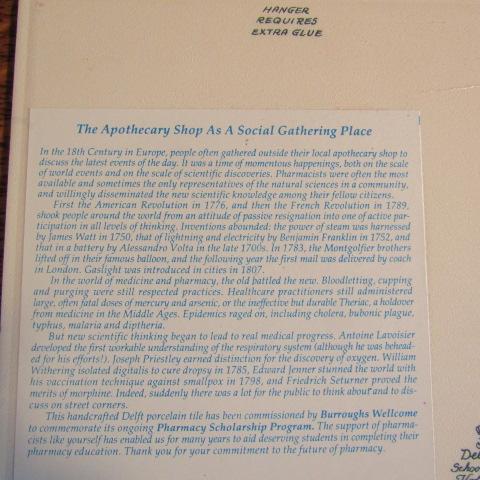 HANGER
REQUIRES
EXTRA GLUE
The Apothecary Shop As A Social Gathering Place
In the 18th Century in Europe, people often gathered outside their local apothecary shop to
discuss the latest events of the day. It was a time of momentous happenings, both on the scale
of world events and on the scale of scientific discoveries. Pharmacists were often the most
available and sometimes the only representatives of the natural sciences in a community,
and willingly disseminated the new scientific knowledge among their fellow citizens.
First the American Revolution in 1776, and then the French Revolution in 1789,
shook people around the world from an attitude of passive resignation into one of active par-
ticipation in all levels of thinking. Inventions abounded: the power of steam was harnessed
by James Watt in 1750, that of lightning and electricity by Benjamin Franklin in 1752, and
that in a battery by Alessandro Volta in the late 1700s. In 1783, the Montgolfier brothers
lifted off in their famous balloon, and the following year the first mail was delivered by coach
in London. Gaslight was introduced in cities in 1807.
In the world of medicine and pharmacy, the old battled the new. Bloodletting, cupping
and purging were still respected practices. Healthcare practitioners still administered
large, often fatal doses of mercury and arsenic, or the ineffective but durable Theriac, a holdover
from medicine in the Middle Ages. Epidemics raged on, including cholera, bubonic plague,
typhus, malaria and diptheria.
But new scientific thinking began to lead to real medical progress. Antoine Lavoisier
developed the first workable understanding of the respiratory system (although he was behead-
ed for his efforts!). Joseph Priestley earned distinction for the discovery of oxygen. William
Withering isolated digitalis to cure dropsy in 1785, Edward Jenner stunned the world with
his vaccination technique against smallpox in 1798, and Friedrich Seturner proved the
merits of morphine. Indeed, suddenly there was a lot for the public to think about and to dis-
cuss on street corners.
This handcrafted Delft porcelain tile has been commissioned by Burroughs Wellcome
to commemorate its ongoing Pharmacy Scholarship Program. The support of pharma-
cists like yourself has enabled us for many years to aid deserving students in completing their
pharmacy education. Thank you for your commitment to the future of pharmacy.